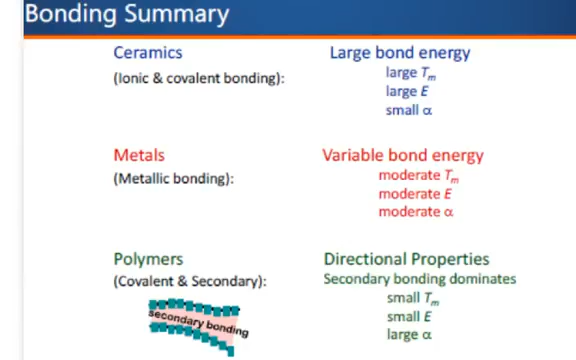 Bonding Summary
Ceramics Large bond energy
(Ionic & covalent bonding): large Tm
large E
small α
Metals Variable bond energy
(Metallic bonding): moderate Tm
moderate E
moderate α
Polymers Directional Properties
(Covalent & Secondary): Secondary bonding dominates
small Tm
secondary bonding small E
large α